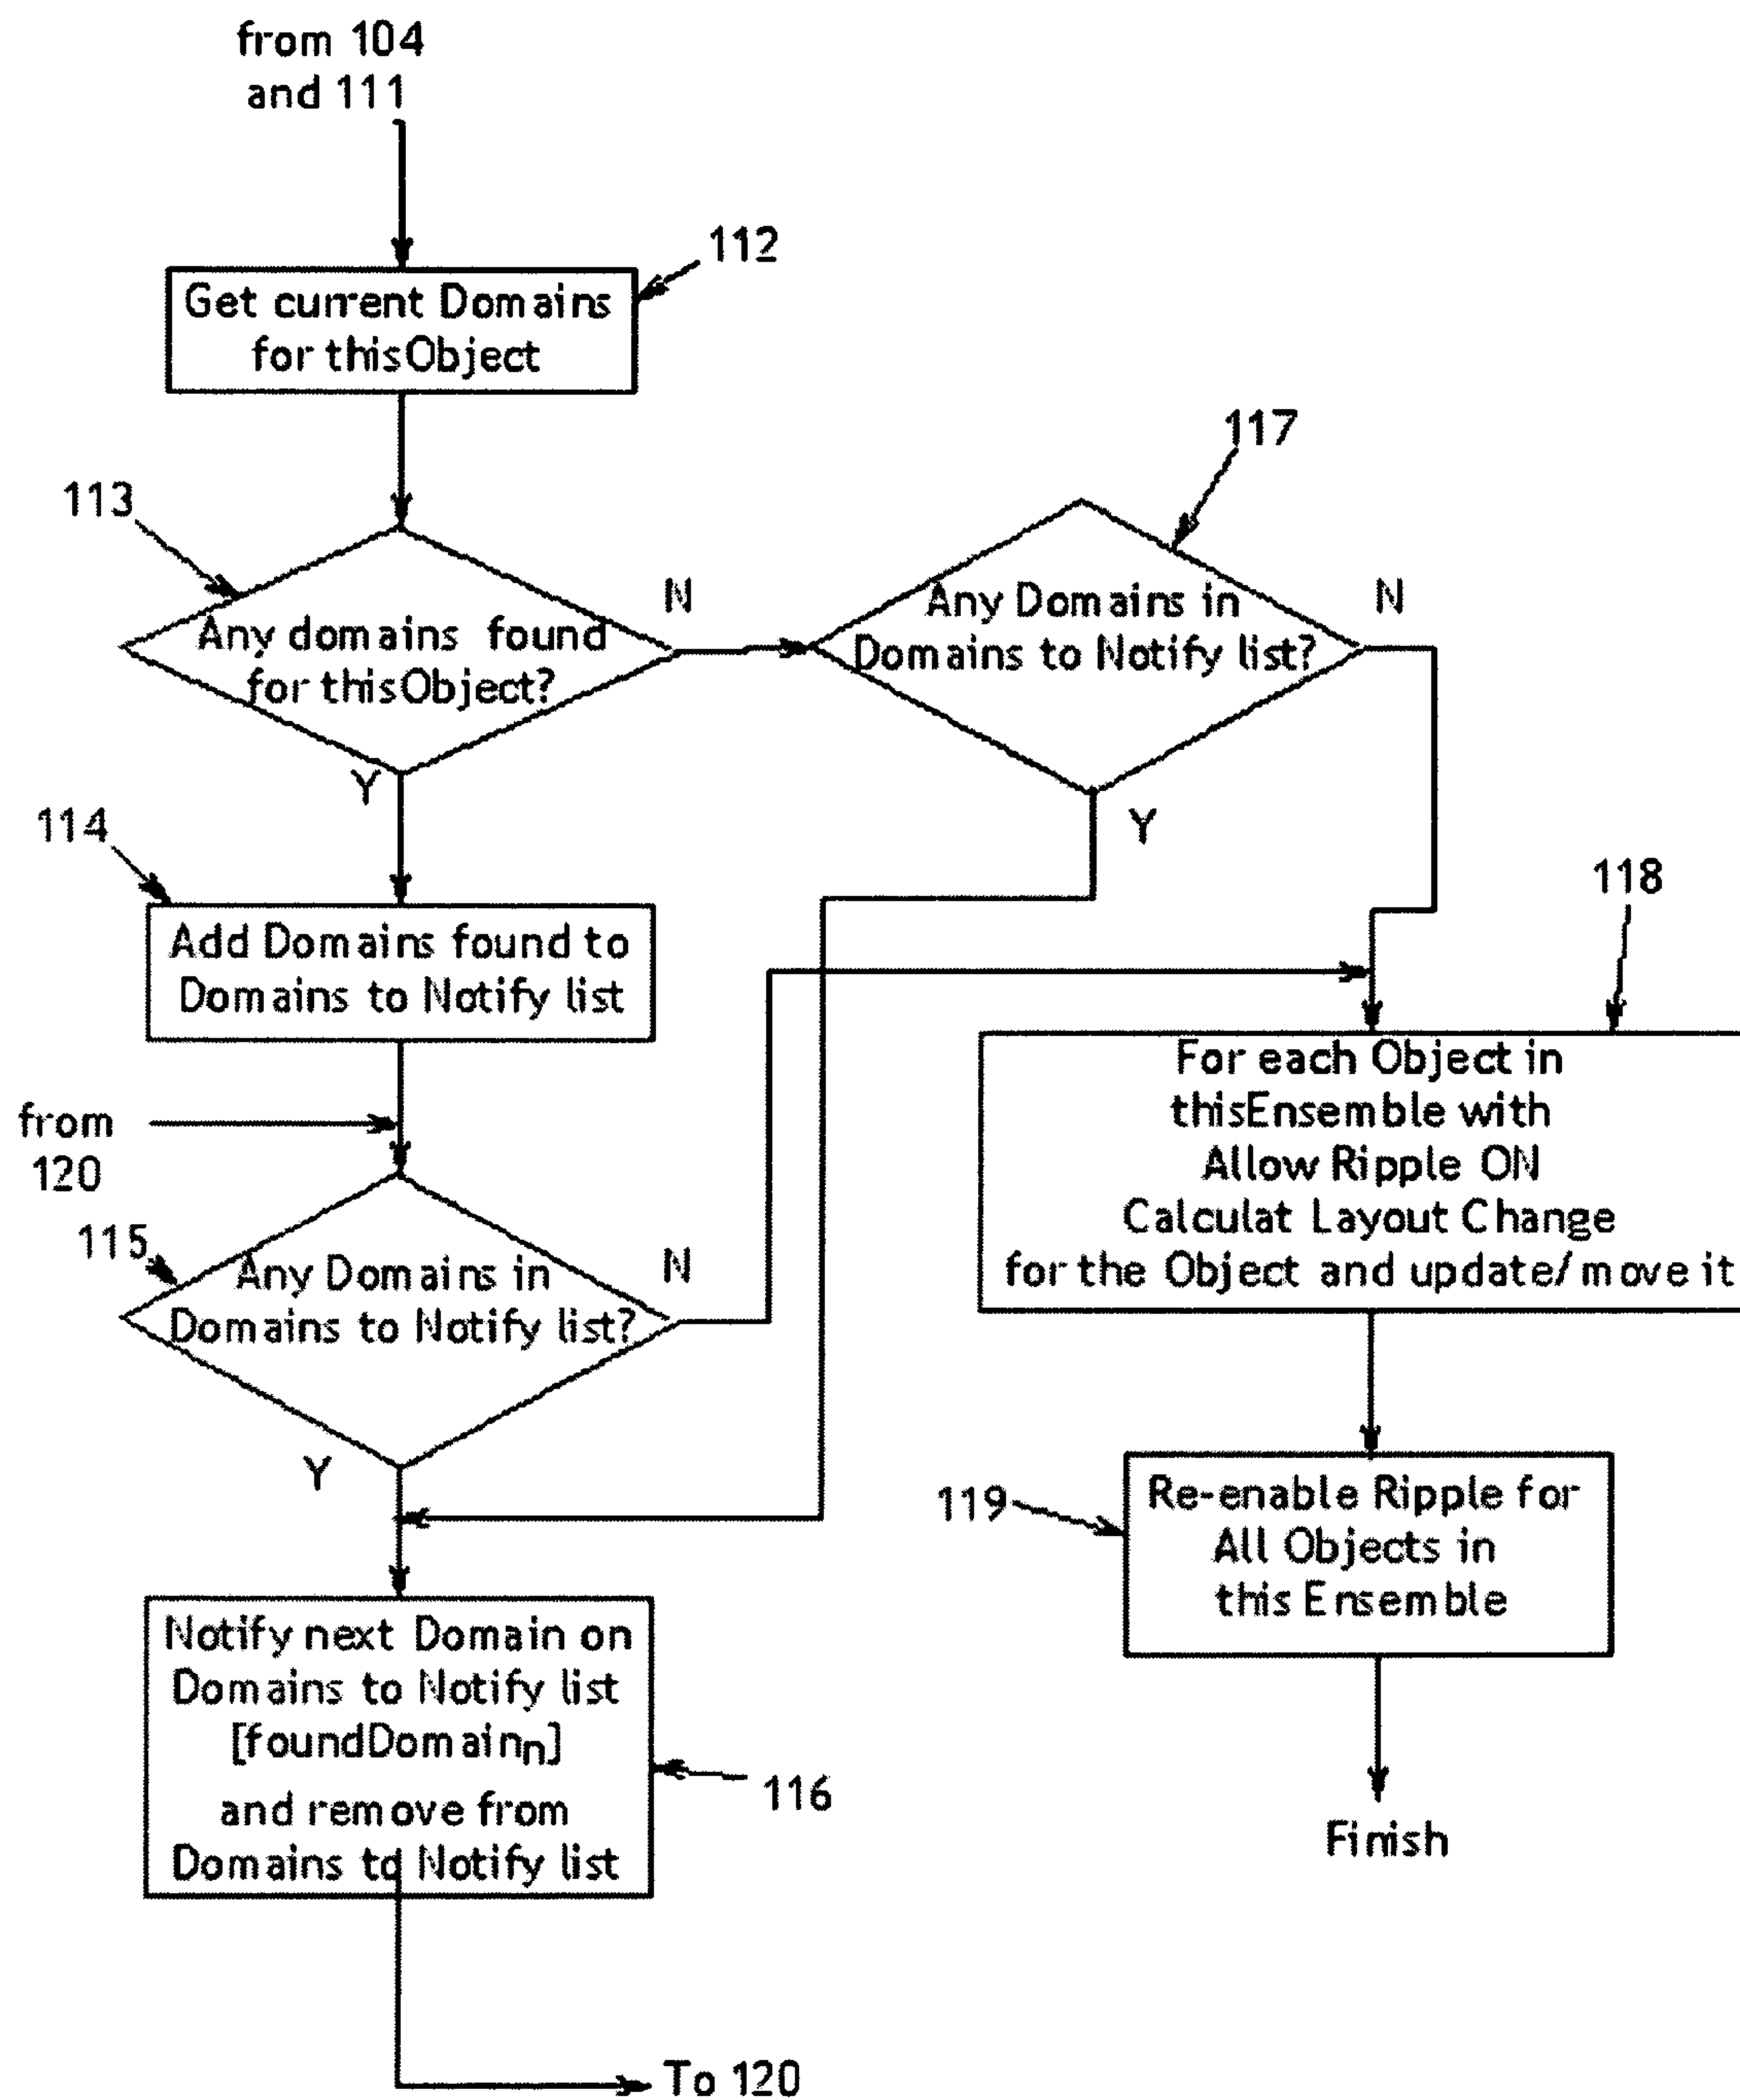 from 104
and 111
112
Get current Domains
for thisObject
113
Any domains found
for thisObject?
N
Y
117
Any Domains in
Domains to Notify list?
N
Y
114
Add Domains found to
Domains to Notify list
from
120
115
Any Domains in
Domains to Notify list?
N
Y
118
For each Object in
thisEnsemble with
Allow Ripple ON
Calculat Layout Change
for the Object and update/move it
119
Re-enable Ripple for
All Objects in
this Ensemble
Finish
Notify next Domain on
Domains to Notify list
[foundDomainₙ]
and remove from
Domains to Notify list
116
To 120